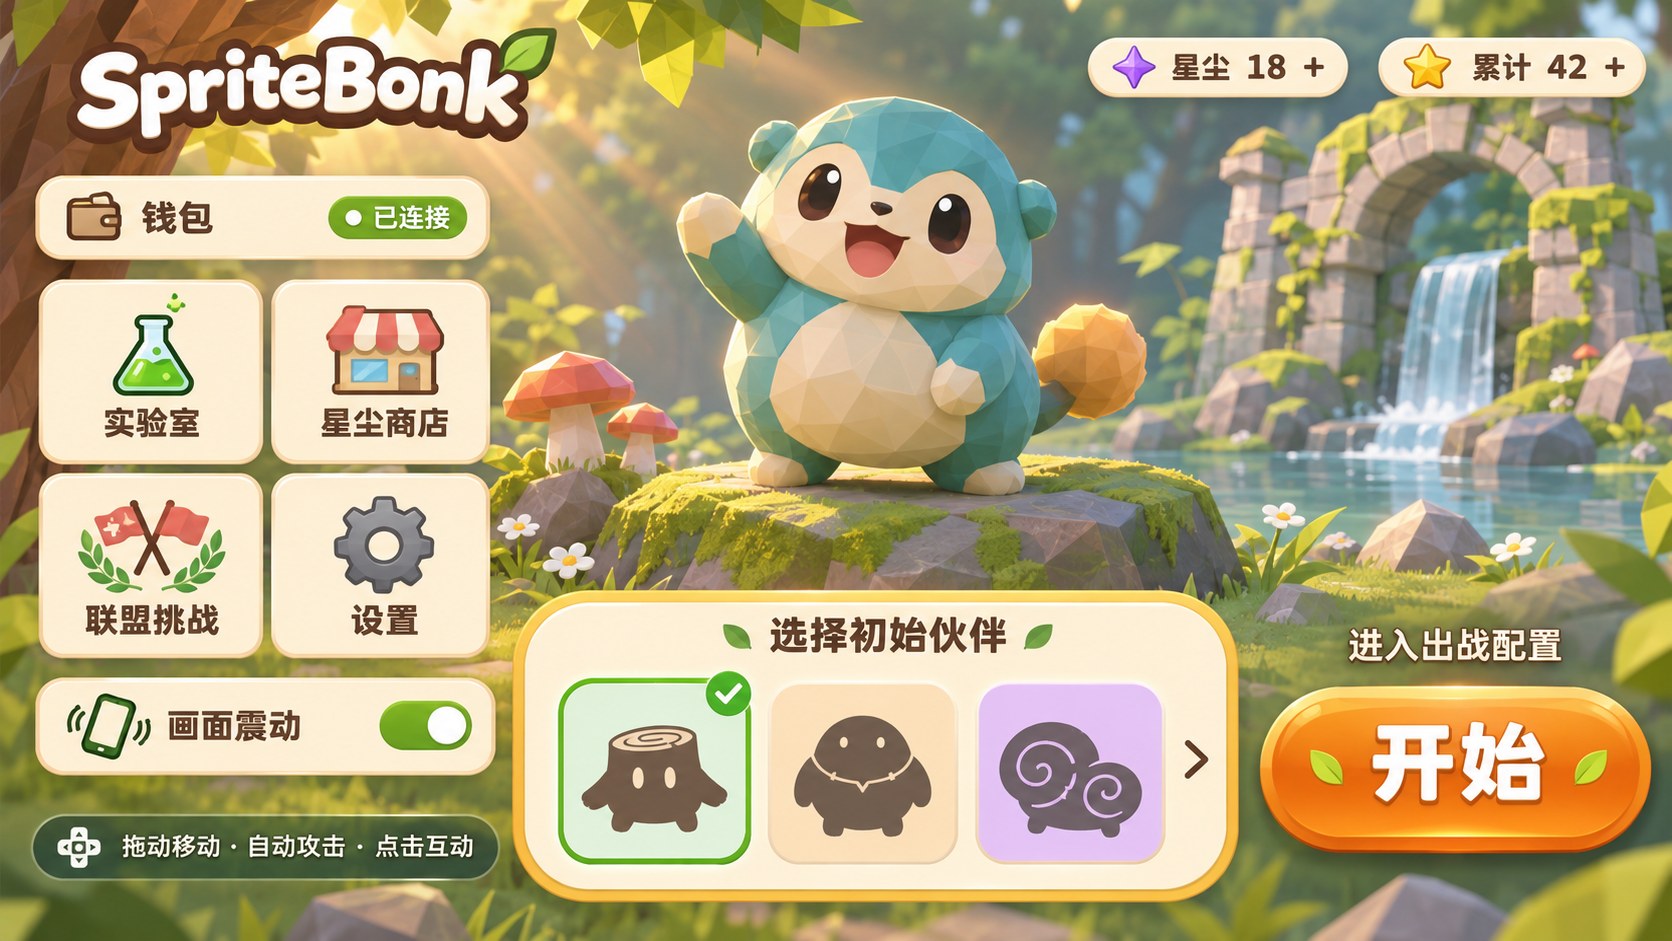 SpriteBonk
星尘 18 +
累计 42 +
钱包
已连接
实验室
星尘商店
联盟挑战
设置
画面震动
拖动移动 · 自动攻击 · 点击互动
选择初始伙伴
进入出战配置
开始